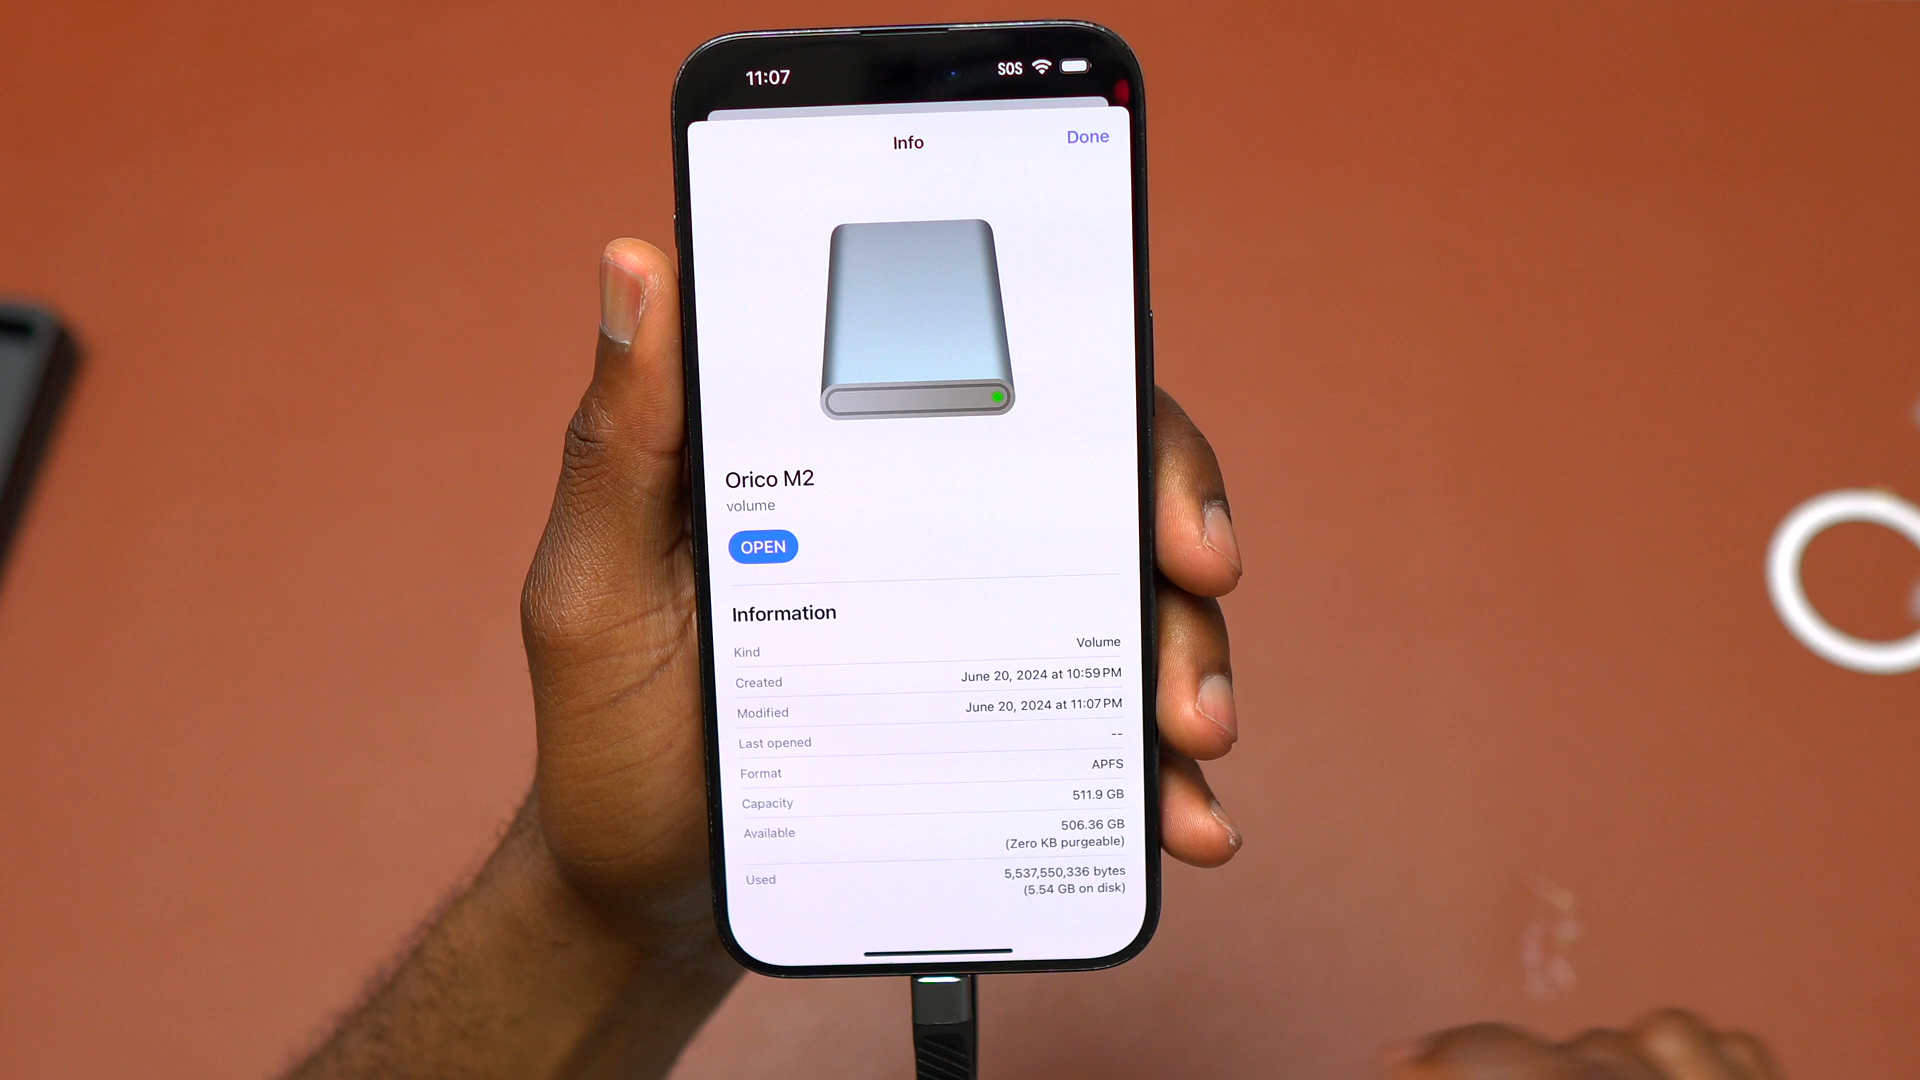 11:07 SOS
Info Done
Orico M2
volume
OPEN
Information
Kind Volume
Created June 20, 2024 at 10:59 PM
Modified June 20, 2024 at 11:07 PM
Last opened --
Format APFS
Capacity 511.9 GB
Available 506.36 GB
(Zero KB purgeable)
Used 5,537,550,336 bytes
(5.54 GB on disk)